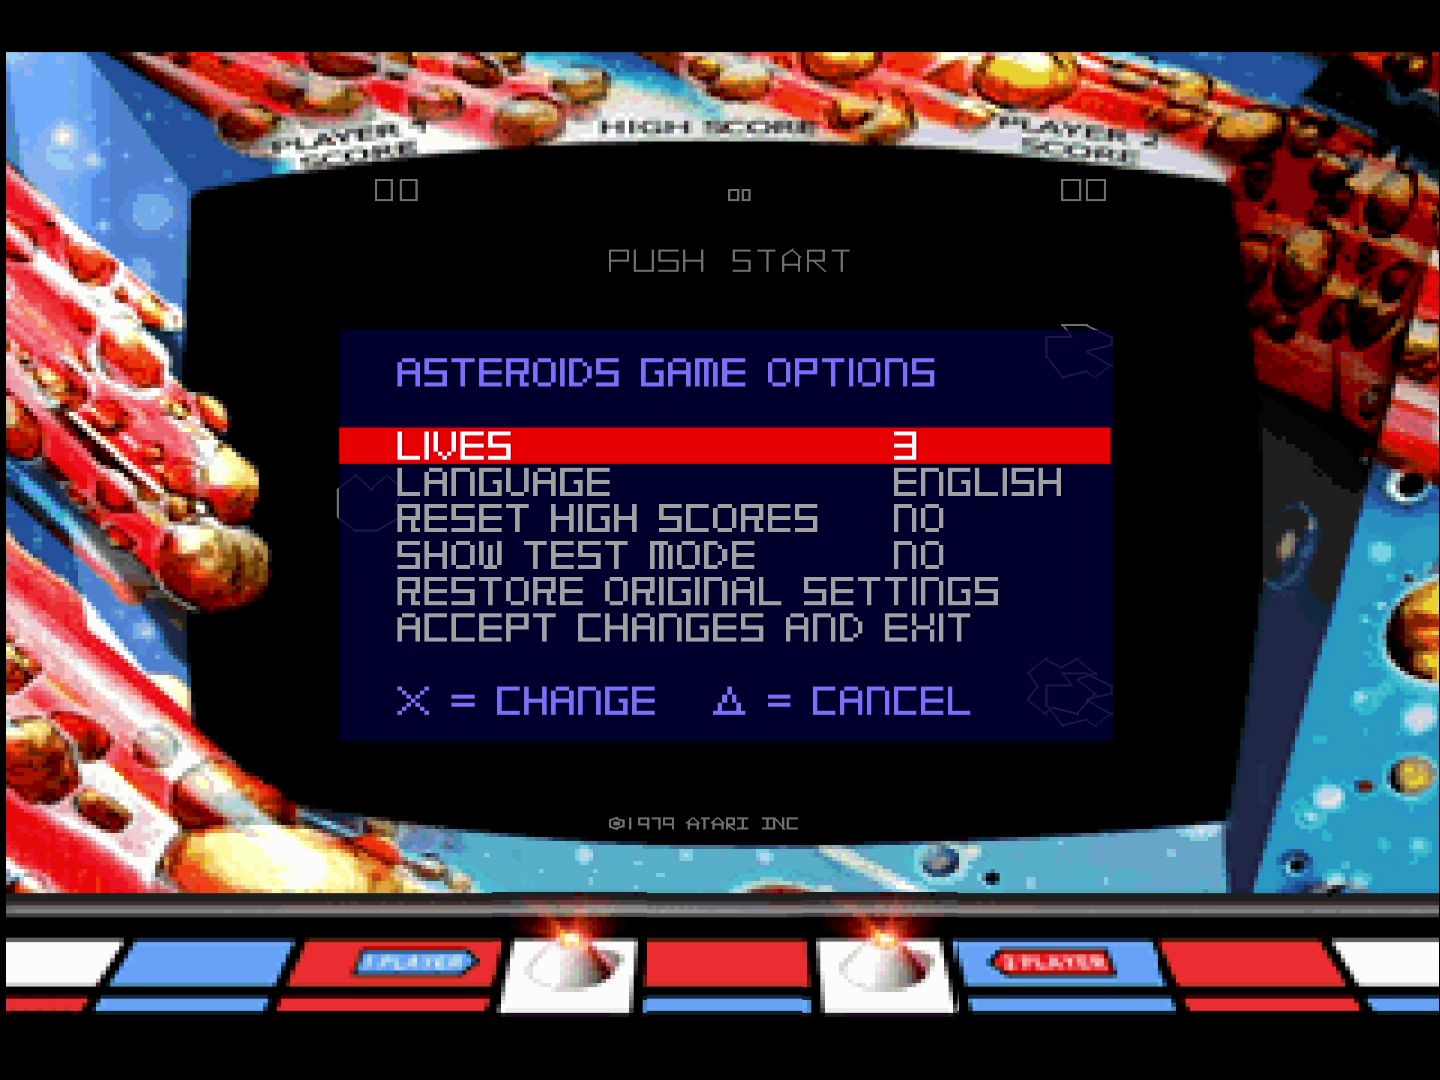 PLAYER 1 SCORE
HIGH SCORE
PLAYER 2 SCORE
00
00
00
PUSH START
ASTEROIDS GAME OPTIONS
LIVES 3
LANGUAGE ENGLISH
RESET HIGH SCORES NO
SHOW TEST MODE NO
RESTORE ORIGINAL SETTINGS
ACCEPT CHANGES AND EXIT
X = CHANGE Δ = CANCEL
©1979 ATARI INC